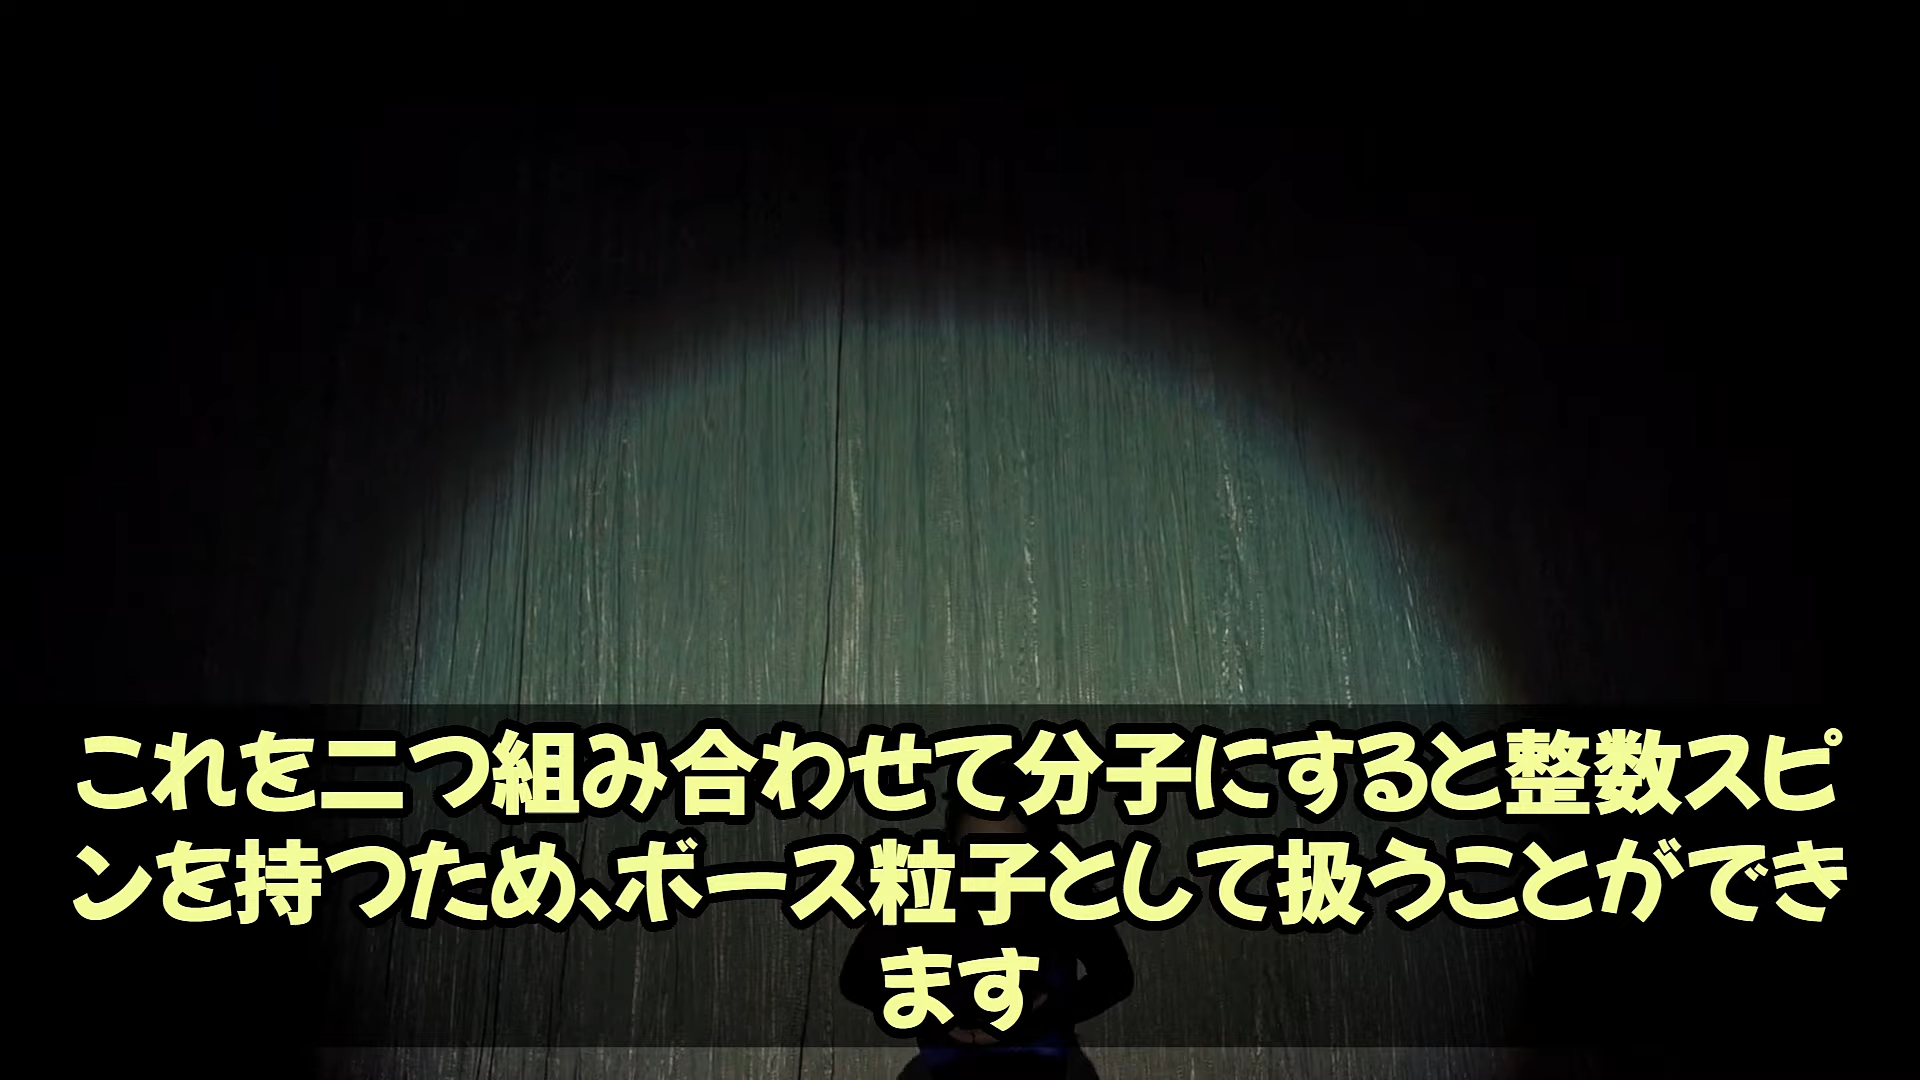 これを二つ組み合わせて分子にすると整数スピ
ンを持つため、ボース粒子として扱うことができ
ます